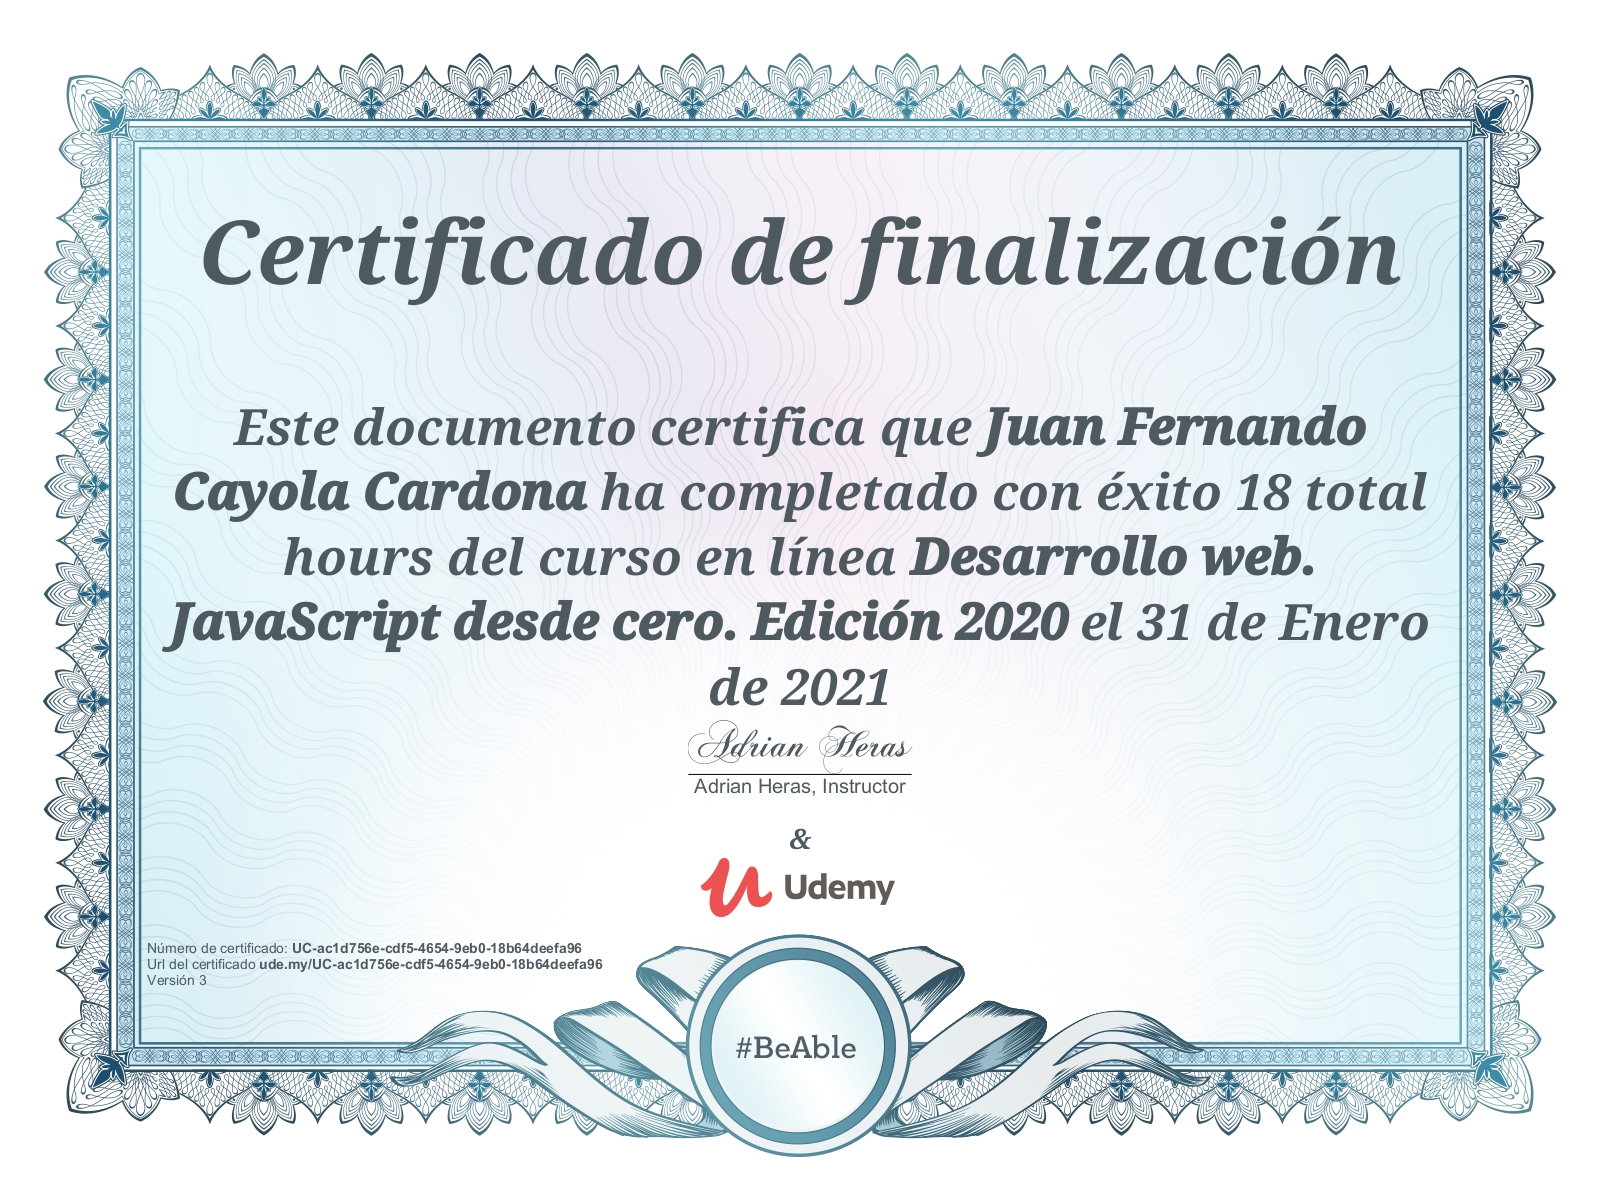 Certificado de finalización
Este documento certifica que Juan Fernando
Cayola Cardona ha completado con éxito 18 total
hours del curso en línea Desarrollo web.
JavaScript desde cero. Edición 2020 el 31 de Enero
de 2021
Adrian Heras
Adrian Heras, Instructor
&
Udemy
Número de certificado: UC-ac1d756e-cdf5-4654-9eb0-18b64deefa96
Url del certificado ude.my/UC-ac1d756e-cdf5-4654-9eb0-18b64deefa96
Versión 3
#BeAble